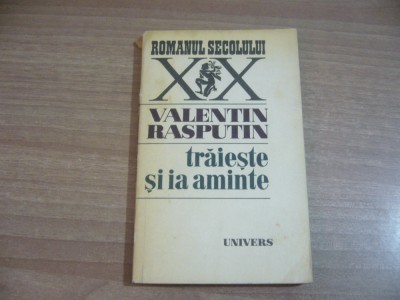 ROMANUL SECOLULUI
XX
VALENTIN
RASPUTIN
trăiește
și ia aminte
UNIVERS